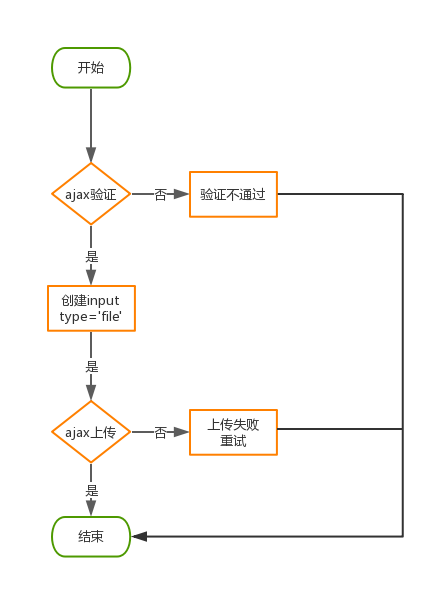 开始
ajax验证
否
验证不通过
是
创建input
type='file'
是
ajax上传
否
上传失败
重试
是
结束